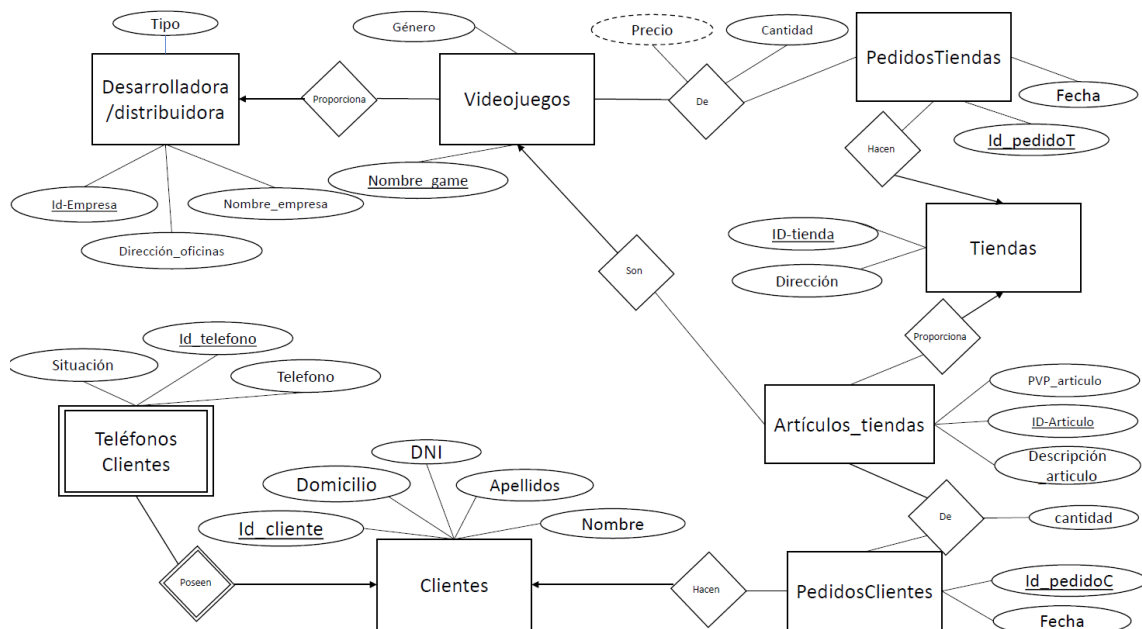 Tipo
Género
Precio
Cantidad
PedidosTiendas
Desarrolladora
/distribuidora
Proporciona
Videojuegos
De
Fecha
Id_pedidoT
Hacen
Id-Empresa
Nombre_empresa
Nombre_game
Dirección_oficinas
ID-tienda
Tiendas
Son
Dirección
Id_telefono
Situación
Telefono
Proporciona
PVP_articulo
Teléfonos
Clientes
Artículos_tiendas
ID-Articulo
Descripción
_articulo
DNI
Domicilio
Apellidos
Id_cliente
Nombre
De
cantidad
Poseen
Clientes
Hacen
PedidosClientes
Id_pedidoC
Fecha